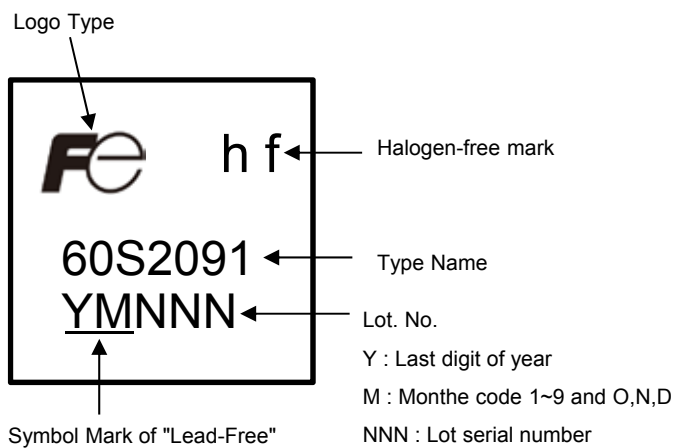 Logo Type
Fe
h f
Halogen-free mark
60S2091
Type Name
YMNNN
Lot. No.
Y : Last digit of year
M : Monthe code 1~9 and O,N,D
NNN : Lot serial number
Symbol Mark of "Lead-Free"